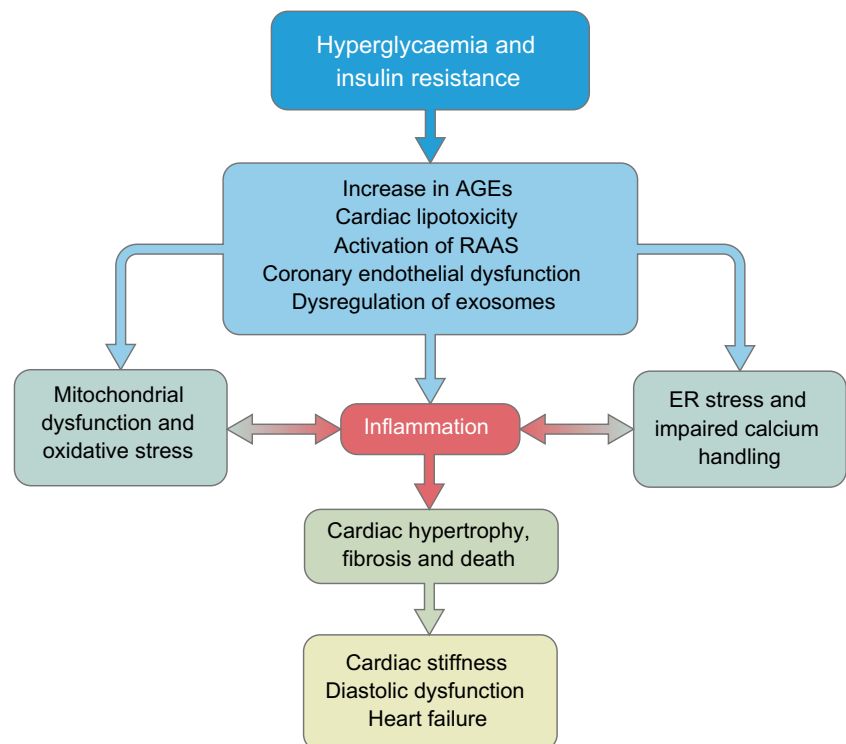 Hyperglycaemia and
insulin resistance
Increase in AGEs
Cardiac lipotoxicity
Activation of RAAS
Coronary endothelial dysfunction
Dysregulation of exosomes
Mitochondrial
dysfunction and
oxidative stress
Inflammation
ER stress and
impaired calcium
handling
Cardiac hypertrophy,
fibrosis and death
Cardiac stiffness
Diastolic dysfunction
Heart failure